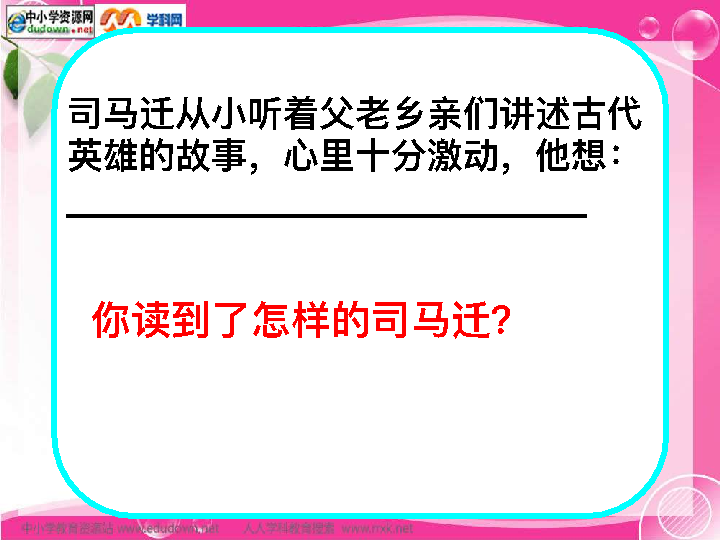 中小学资源网
dudown.net
学科网
司马迁从小听着父老乡亲们讲述古代
英雄的故事，心里十分激动，他想：
你读到了怎样的司马迁?
中小学教育资源站 www.edudown.net 人人学科教育搜索 www.rrxk.net